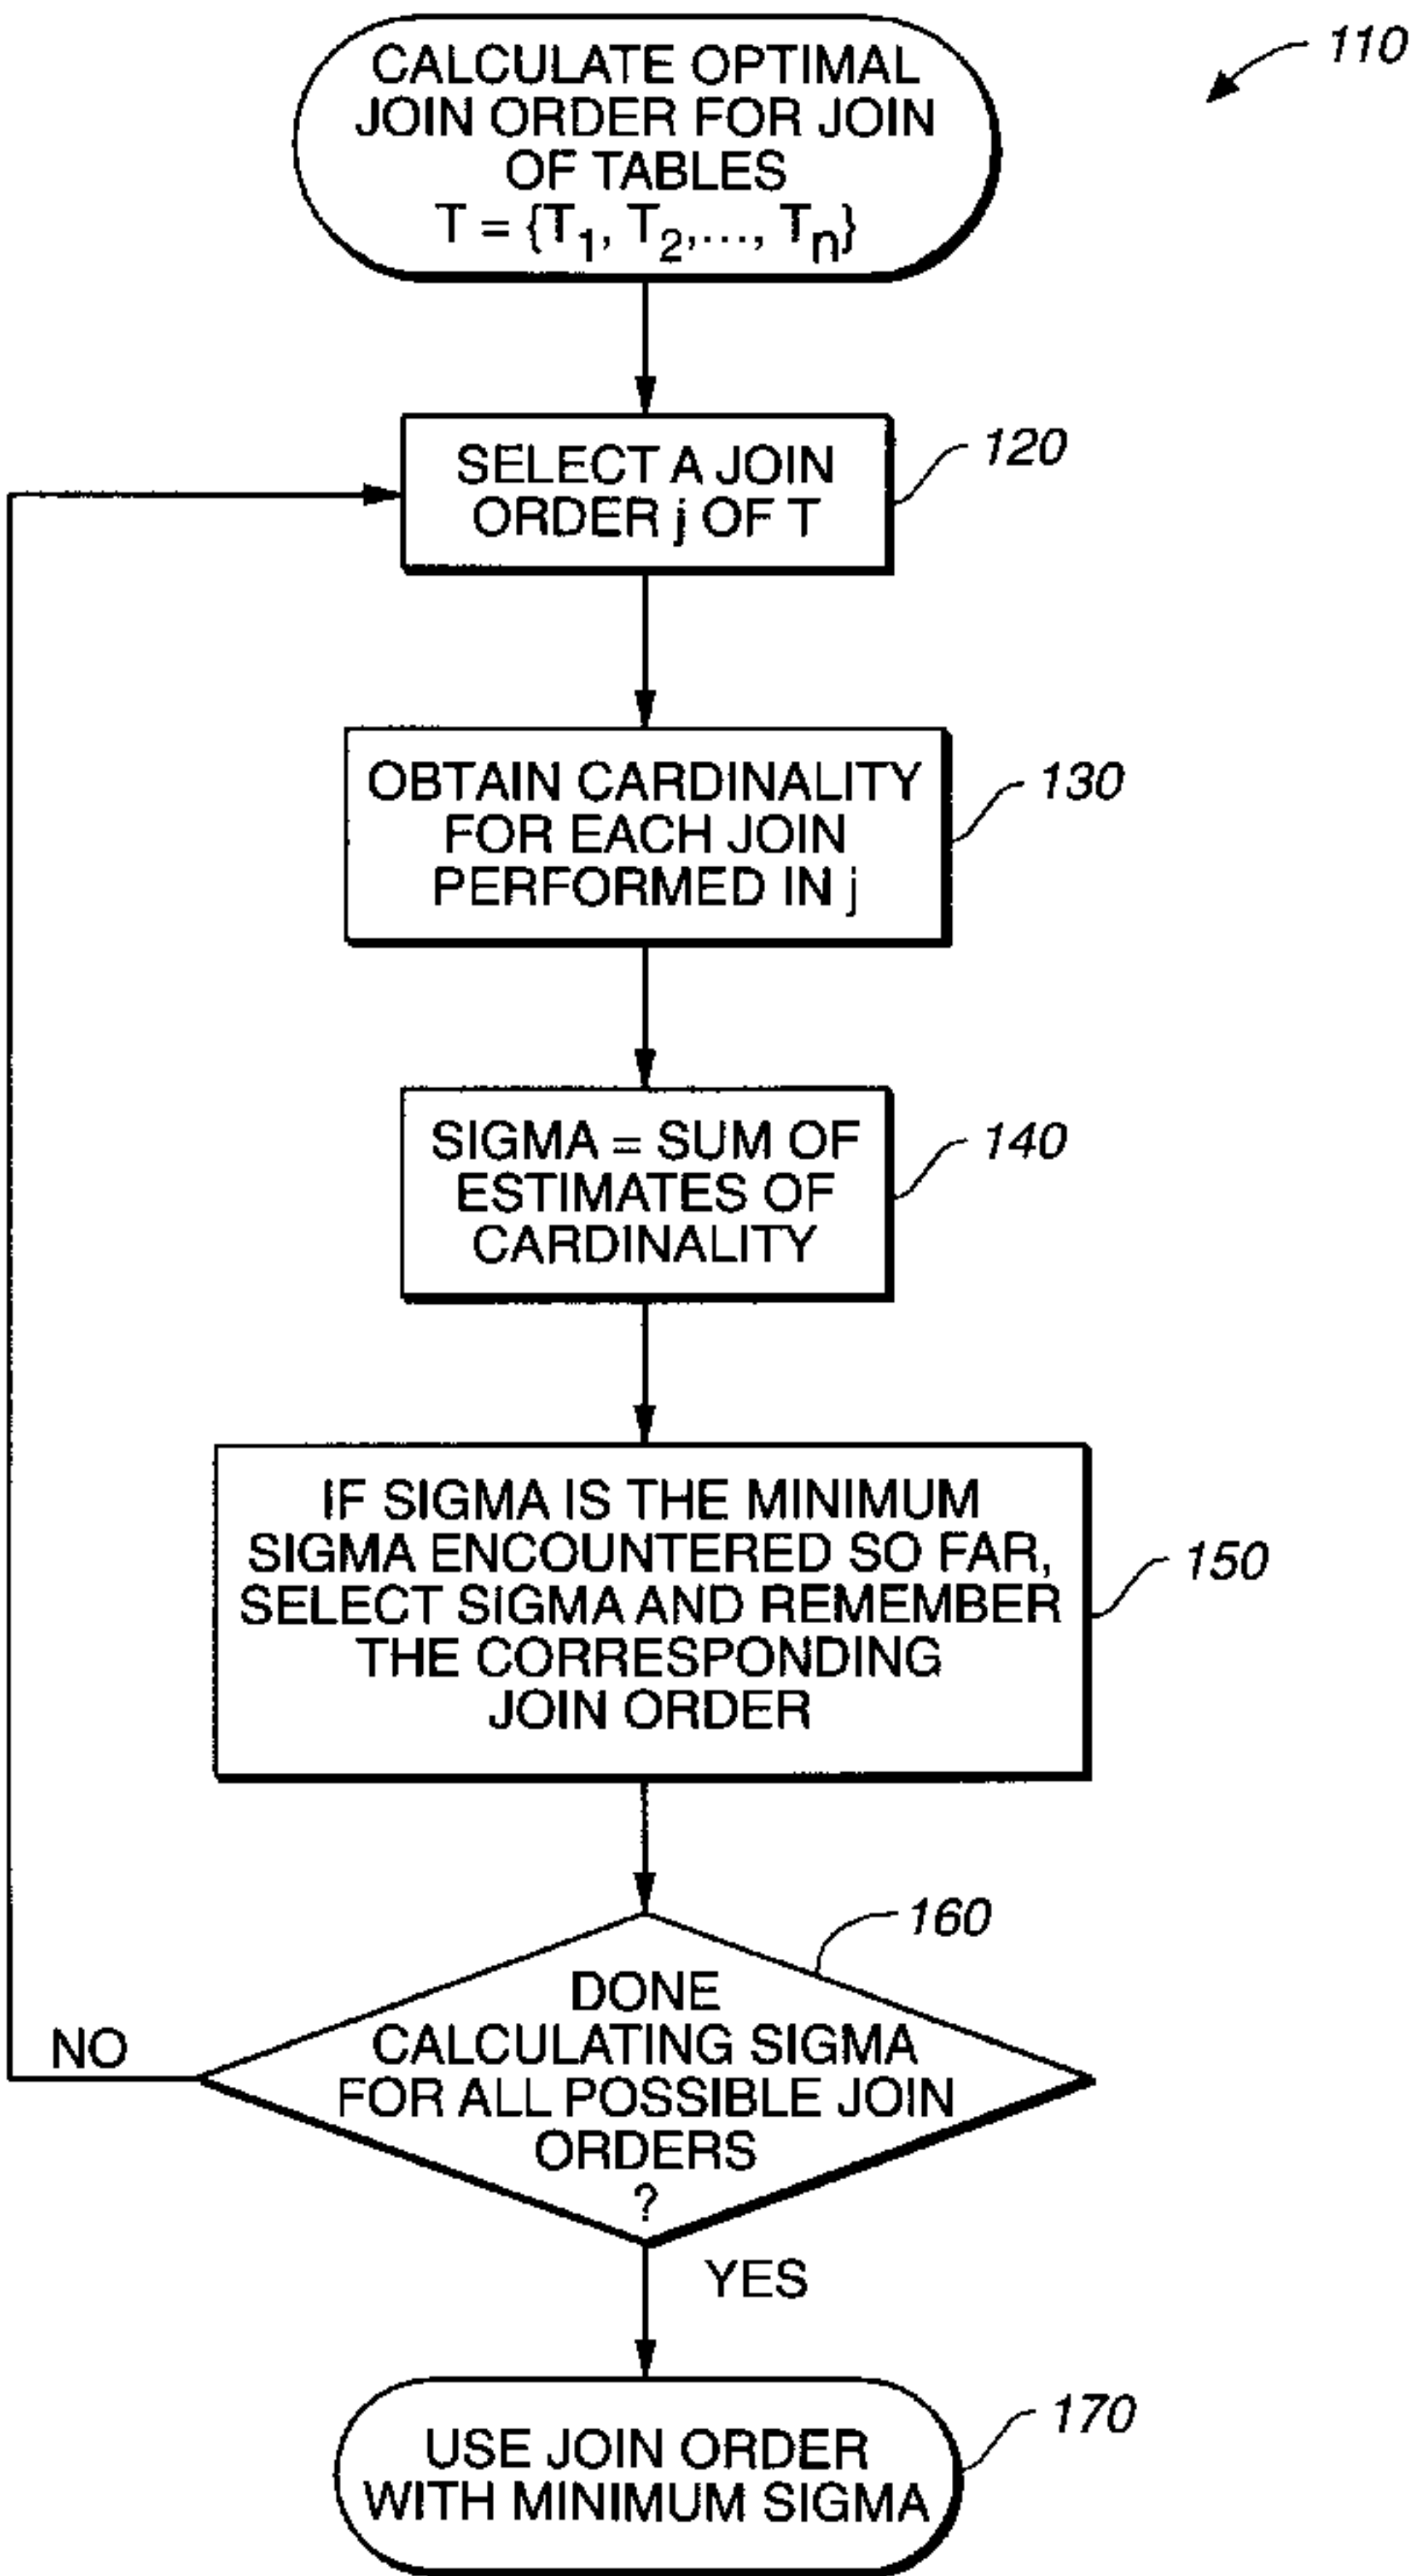 CALCULATE OPTIMAL
JOIN ORDER FOR JOIN
OF TABLES
T = {T1, T2,..., Tn}
110
SELECT A JOIN
ORDER j OF T
120
OBTAIN CARDINALITY
FOR EACH JOIN
PERFORMED IN j
130
SIGMA = SUM OF
ESTIMATES OF
CARDINALITY
140
IF SIGMA IS THE MINIMUM
SIGMA ENCOUNTERED SO FAR,
SELECT SIGMA AND REMEMBER
THE CORRESPONDING
JOIN ORDER
150
160
DONE
CALCULATING SIGMA
FOR ALL POSSIBLE JOIN
ORDERS
?
NO
YES
USE JOIN ORDER
WITH MINIMUM SIGMA
170